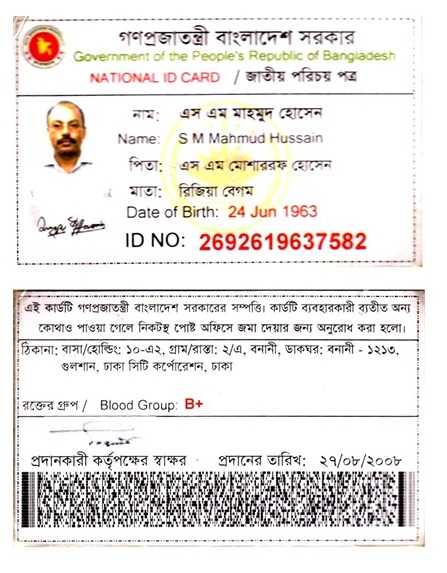 গণপ্রজাতন্ত্রী বাংলাদেশ সরকার
Government of the People's Republic of Bangladesh
NATIONAL ID CARD / জাতীয় পরিচয় পত্র
নাম: এস এম মাহমুদ হোসেন
Name: S M Mahmud Hussain
পিতা: এস এম মোশাররফ হোসেন
মাতা: রিজিয়া বেগম
Date of Birth: 24 Jun 1963
ID NO: 2692619637582
এই কার্ডটি গণপ্রজাতন্ত্রী বাংলাদেশ সরকারের সম্পত্তি। কার্ডটি ব্যবহারকারী ব্যতীত অন্য
কোথাও পাওয়া গেলে নিকটস্থ পোষ্ট অফিসে জমা দেয়ার জন্য অনুরোধ করা হলো।
ঠিকানা: বাসা/হোল্ডিং: ১০-এ২, গ্রাম/রাস্তা: ২/এ, বনানী, ডাকঘর: বনানী - ১২১৩,
গুলশান, ঢাকা সিটি কর্পোরেশন, ঢাকা
রক্তের গ্রুপ / Blood Group: B+
প্রদানকারী কর্তৃপক্ষের স্বাক্ষর প্রদানের তারিখ: ২৭/০৮/২০০৮